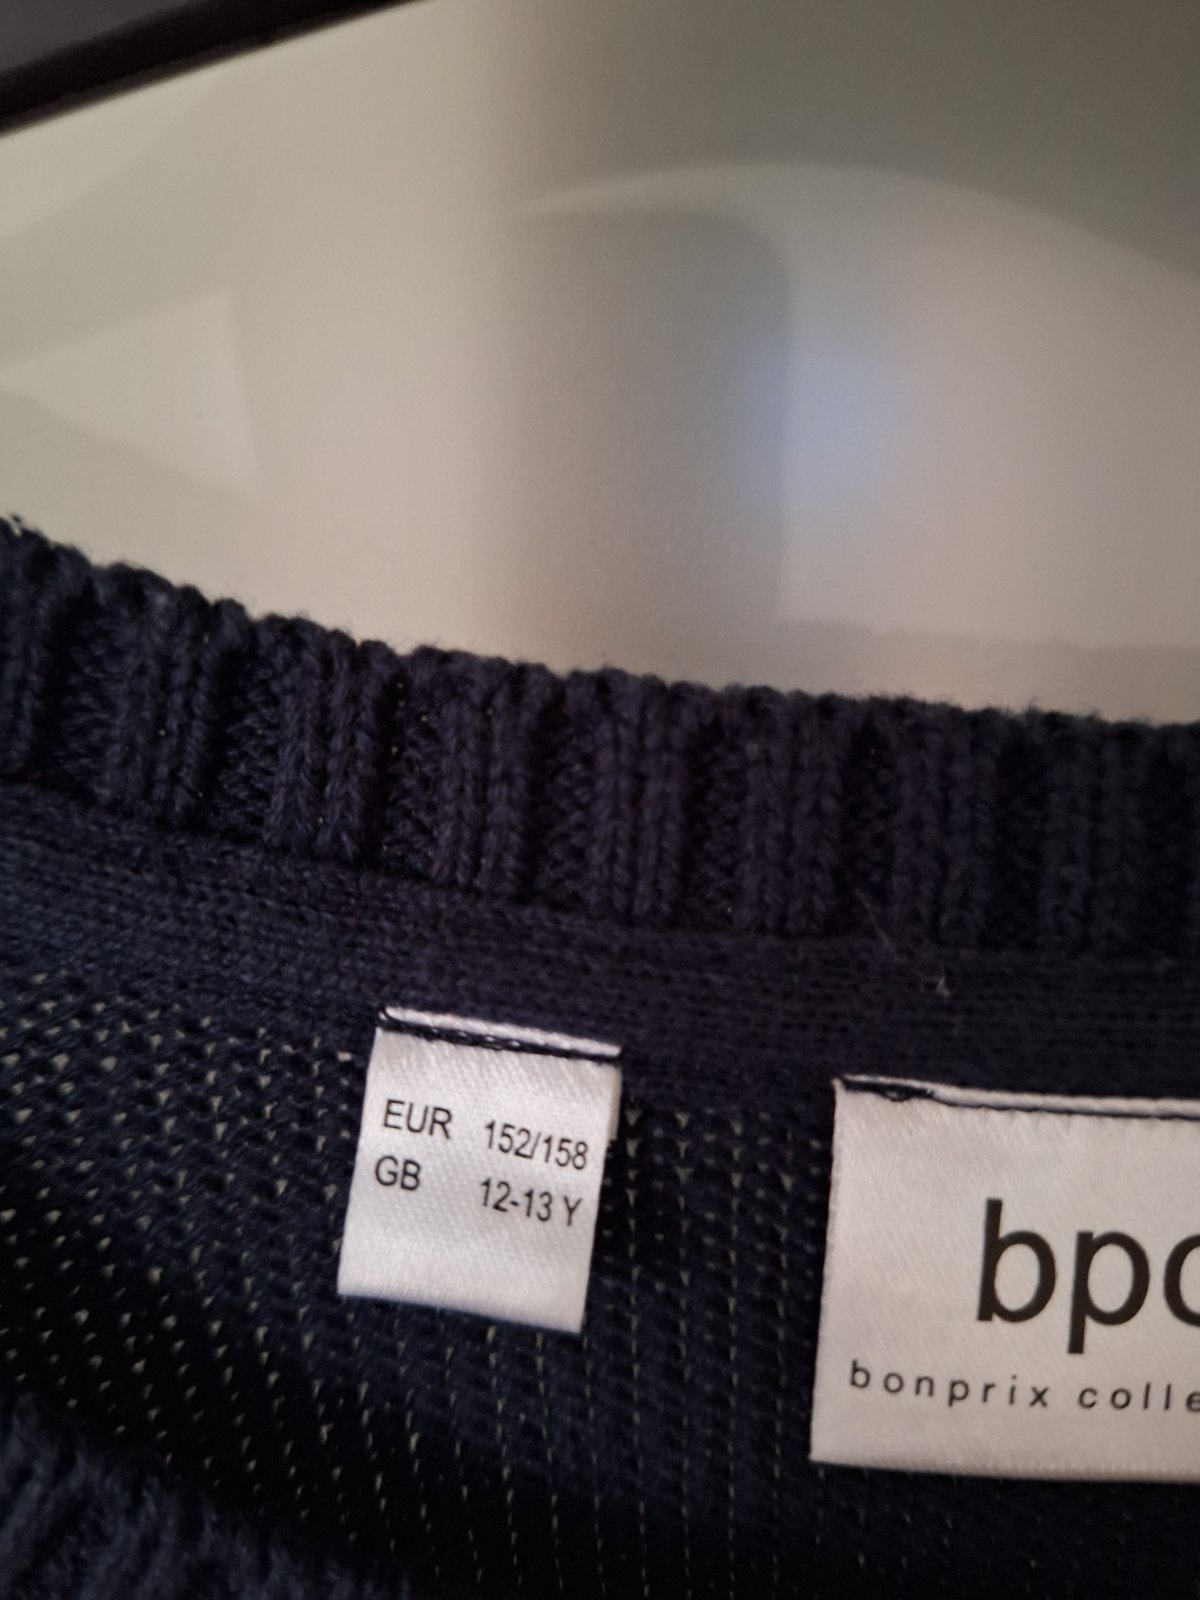 EUR 152/158
GB 12-13 Y
bpc
bonprix colle